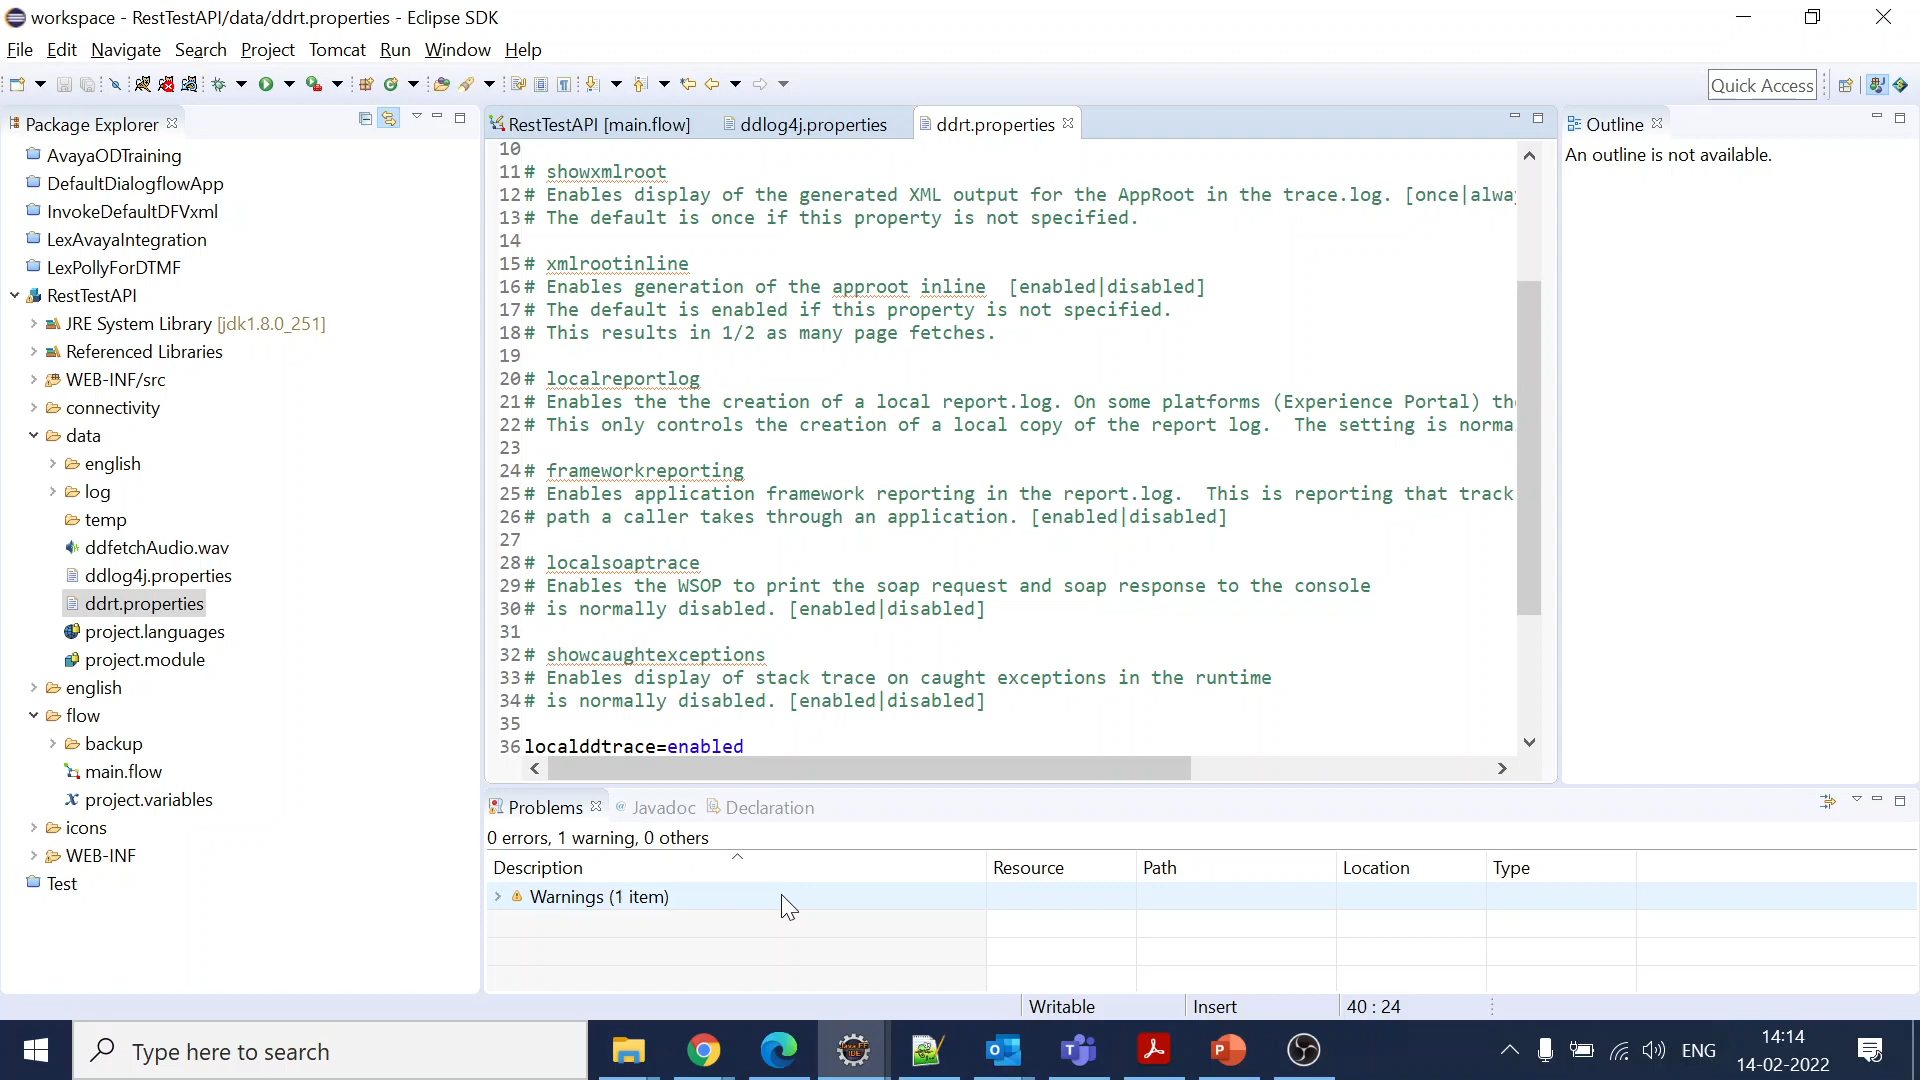 workspace - RestTestAPI/data/ddrt.properties - Eclipse SDK
File Edit Navigate Search Project Tomcat Run Window Help
Quick Access
Package Explorer
AvayaODTraining
DefaultDialogflowApp
InvokeDefaultDFVxml
LexAvayaIntegration
LexPollyForDTMF
RestTestAPI
JRE System Library [jdk1.8.0_251]
Referenced Libraries
WEB-INF/src
connectivity
data
english
log
temp
ddfetchAudio.wav
ddlog4j.properties
ddrt.properties
project.languages
project.module
english
flow
backup
main.flow
project.variables
icons
WEB-INF
Test
RestTestAPI [main.flow] ddlog4j.properties ddrt.properties
10
11 # showxmlroot
12 # Enables display of the generated XML output for the AppRoot in the trace.log. [once|alwa
13 # The default is once if this property is not specified.
14
15 # xmlrootinline
16 # Enables generation of the approot inline  [enabled|disabled]
17 # The default is enabled if this property is not specified.
18 # This results in 1/2 as many page fetches.
19
20 # localreportlog
21 # Enables the the creation of a local report.log. On some platforms (Experience Portal) th
22 # This only controls the creation of a local copy of the report log.  The setting is norma
23
24 # frameworkreporting
25 # Enables application framework reporting in the report.log.  This is reporting that track
26 # path a caller takes through an application. [enabled|disabled]
27
28 # localsoaptrace
29 # Enables the WSOP to print the soap request and soap response to the console
30 # is normally disabled. [enabled|disabled]
31
32 # showcaughtexceptions
33 # Enables display of stack trace on caught exceptions in the runtime
34 # is normally disabled. [enabled|disabled]
35
36 localddtrace=enabled
Outline
An outline is not available.
Problems @ Javadoc Declaration
0 errors, 1 warning, 0 others
Description Resource Path Location Type
Warnings (1 item)
Writable Insert 40 : 24
Type here to search
ENG
14:14
14-02-2022